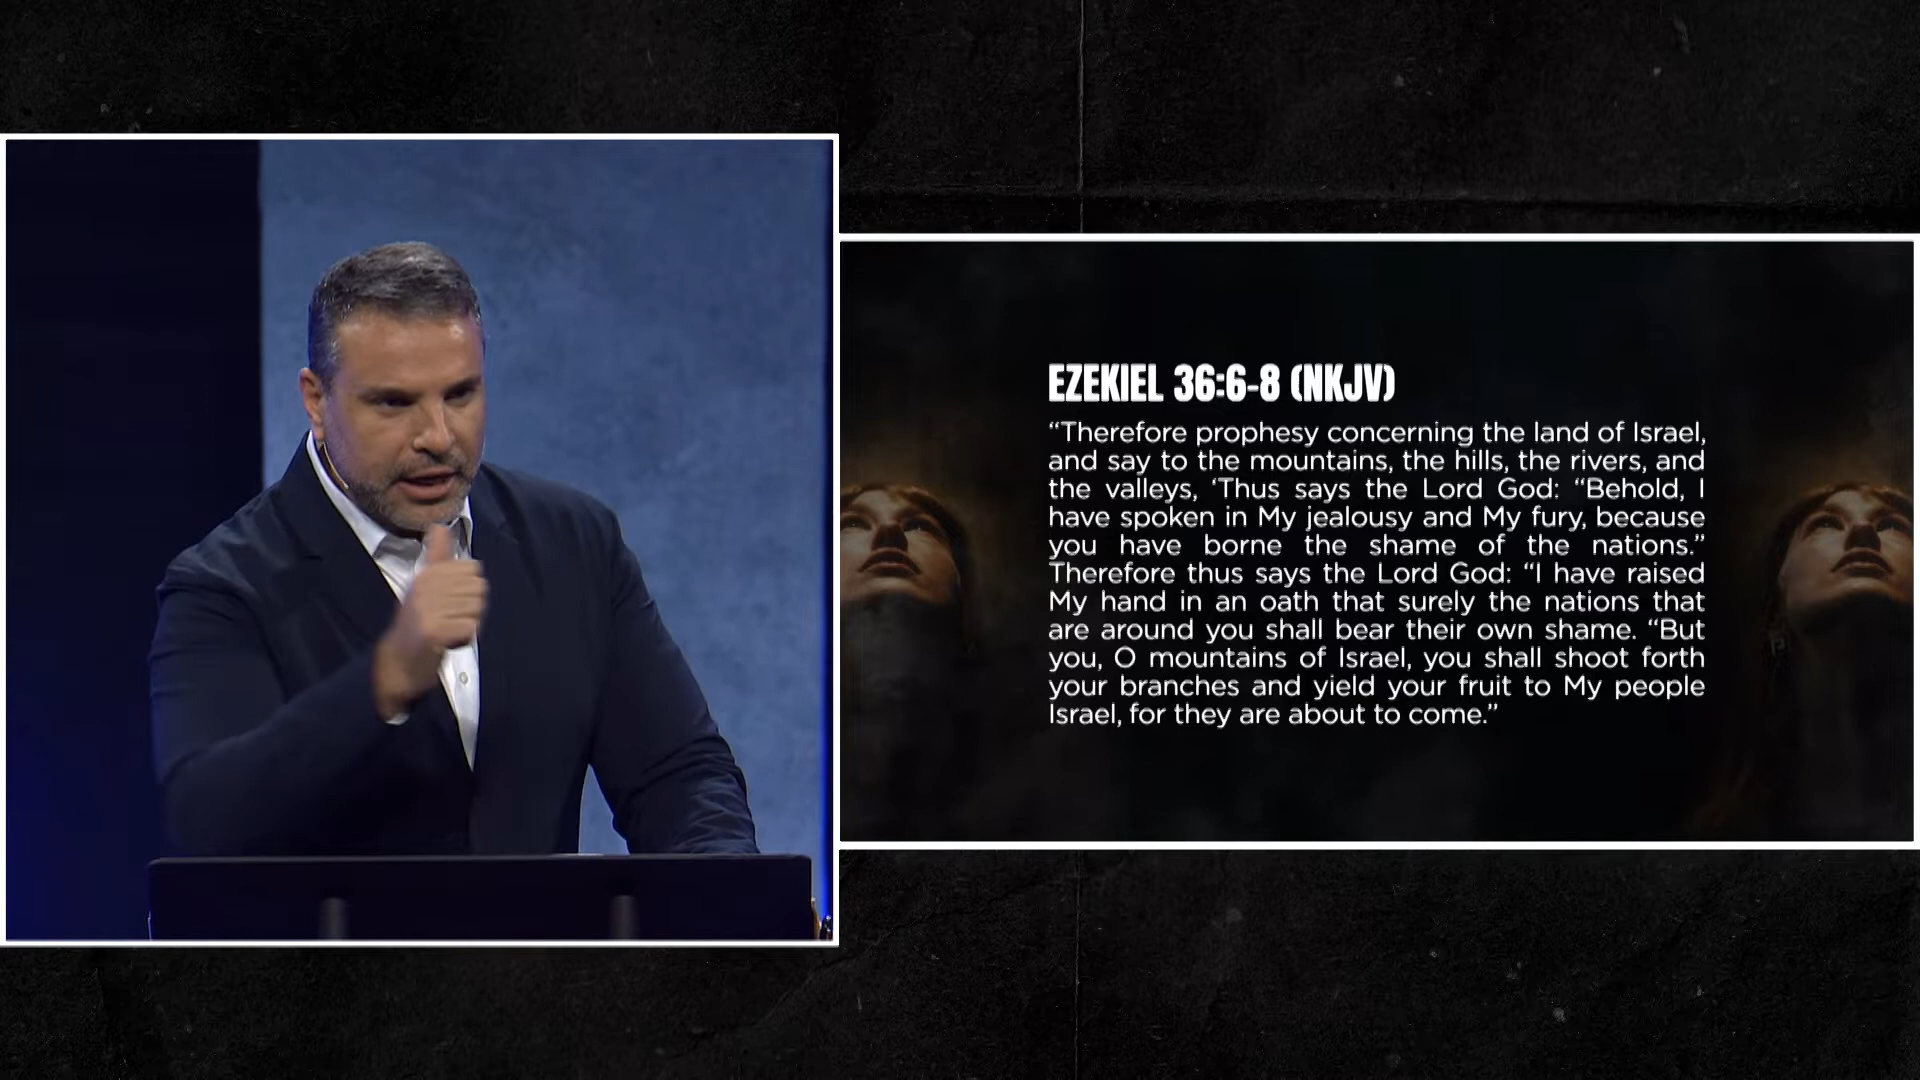 EZEKIEL 36:6-8 (NKJV)
“Therefore prophesy concerning the land of Israel,
and say to the mountains, the hills, the rivers, and
the valleys, ‘Thus says the Lord God: “Behold, I
have spoken in My jealousy and My fury, because
you have borne the shame of the nations.”
Therefore thus says the Lord God: “I have raised
My hand in an oath that surely the nations that
are around you shall bear their own shame. “But
you, O mountains of Israel, you shall shoot forth
your branches and yield your fruit to My people
Israel, for they are about to come.”